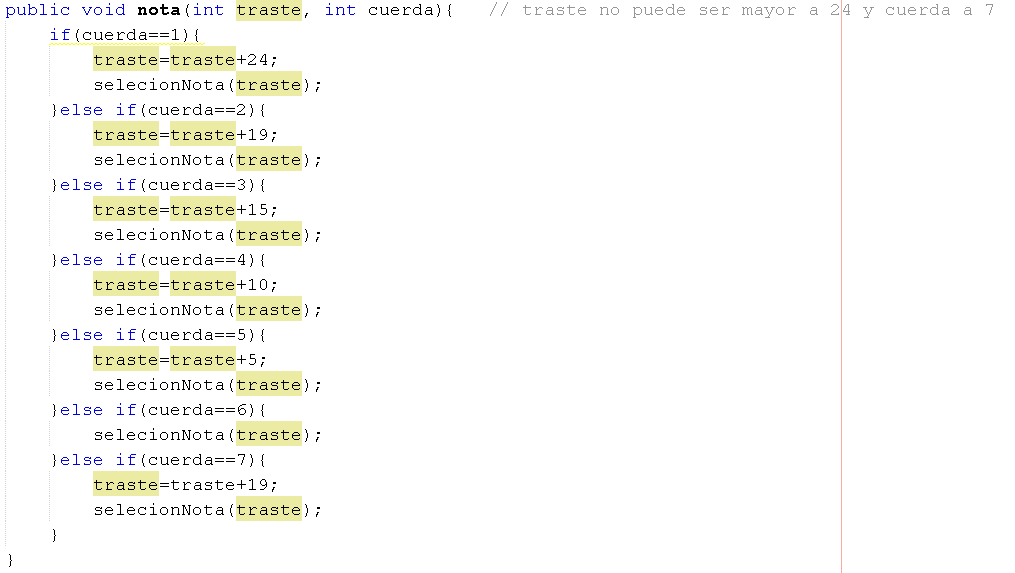 public void nota(int traste, int cuerda){   // traste no puede ser mayor a 24 y cuerda a 7
    if(cuerda==1){
        traste=traste+24;
        selecionNota(traste);
    }else if(cuerda==2){
        traste=traste+19;
        selecionNota(traste);
    }else if(cuerda==3){
        traste=traste+15;
        selecionNota(traste);
    }else if(cuerda==4){
        traste=traste+10;
        selecionNota(traste);
    }else if(cuerda==5){
        traste=traste+5;
        selecionNota(traste);
    }else if(cuerda==6){
        selecionNota(traste);
    }else if(cuerda==7){
        traste=traste+19;
        selecionNota(traste);
    }
}